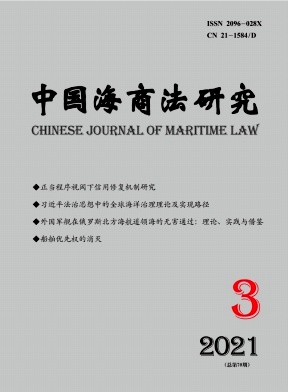 ISSN 2096-028X
CN 21-1584/D
中国海商法研究
CHINESE JOURNAL OF MARITIME LAW
◆正当程序视阈下信用修复机制研究
◆习近平法治思想中的全球海洋治理理论及实现路径
◆外国军舰在俄罗斯北方海航道领海的无害通过：理论、实践与借鉴
◆船舶优先权的消灭
3
2021
（总第79期）